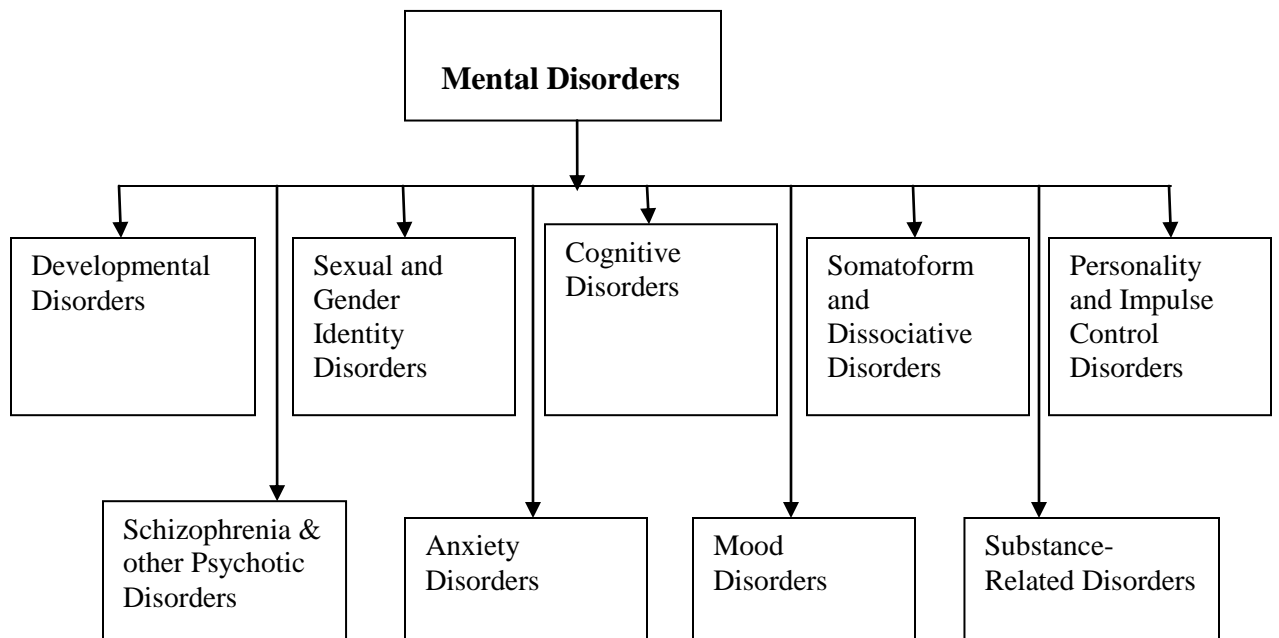 Mental Disorders
Developmental
Disorders
Sexual and
Gender
Identity
Disorders
Cognitive
Disorders
Somatoform
and
Dissociative
Disorders
Personality
and Impulse
Control
Disorders
Schizophrenia &
other Psychotic
Disorders
Anxiety
Disorders
Mood
Disorders
Substance-
Related Disorders